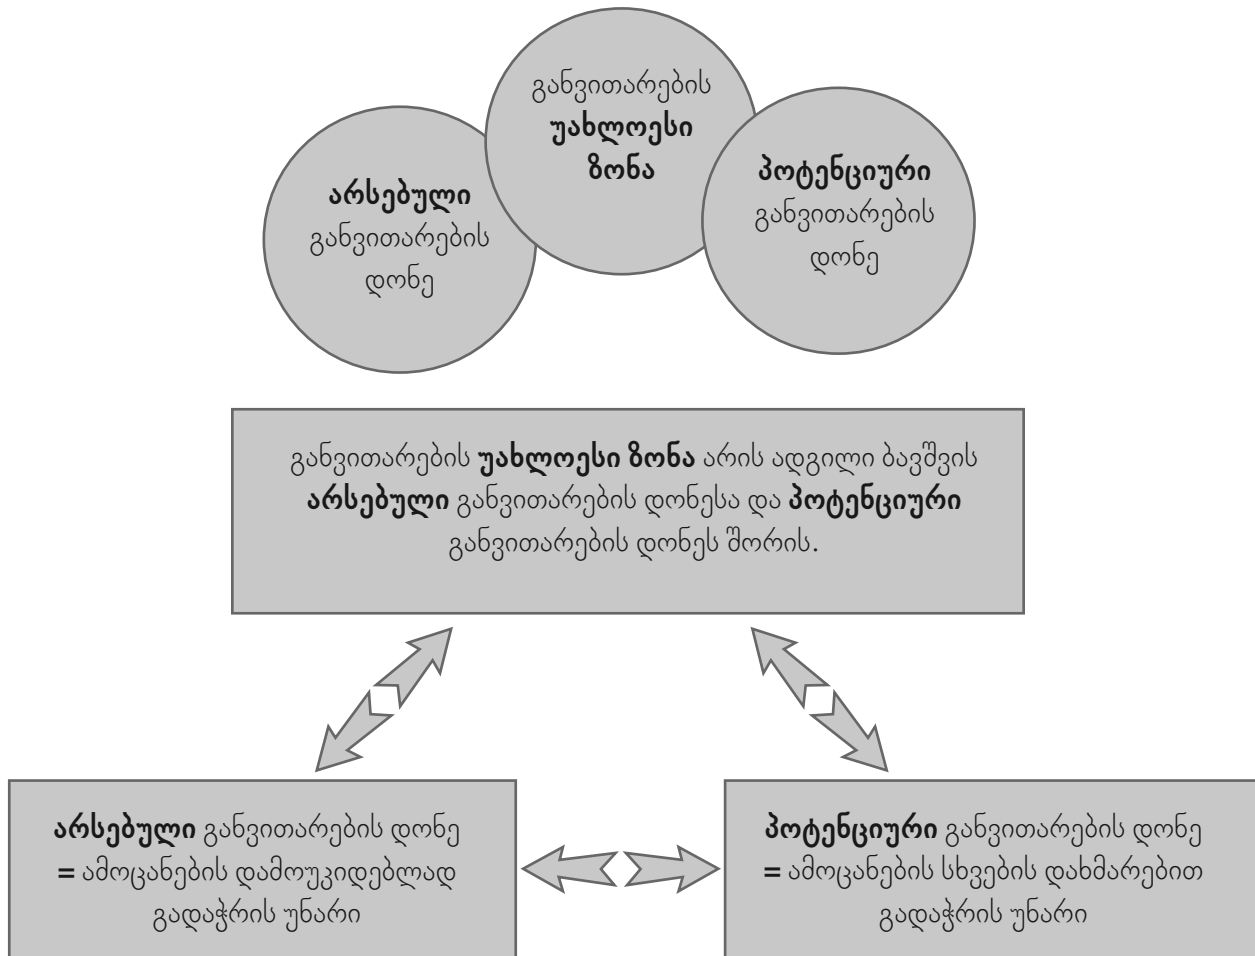 არსებული
განვითარების
დონე
განვითარების
უახლოესი
ზონა
პოტენციური
განვითარების
დონე
განვითარების უახლოესი ზონა არის ადგილი ბავშვის
არსებული განვითარების დონესა და პოტენციური
განვითარების დონეს შორის.
არსებული განვითარების დონე
= ამოცანების დამოუკიდებლად
გადაჭრის უნარი
პოტენციური განვითარების დონე
= ამოცანების სხვების დახმარებით
გადაჭრის უნარი